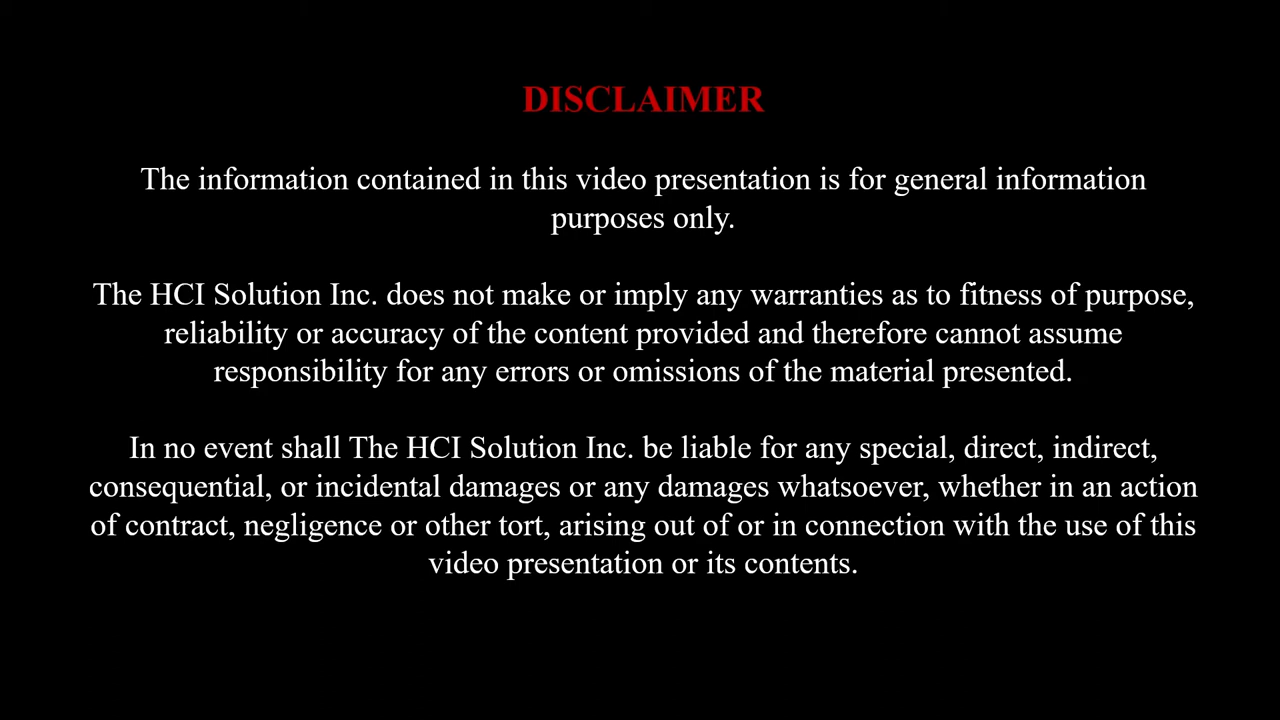 DISCLAIMER
The information contained in this video presentation is for general information
purposes only.
The HCI Solution Inc. does not make or imply any warranties as to fitness of purpose,
reliability or accuracy of the content provided and therefore cannot assume
responsibility for any errors or omissions of the material presented.
In no event shall The HCI Solution Inc. be liable for any special, direct, indirect,
consequential, or incidental damages or any damages whatsoever, whether in an action
of contract, negligence or other tort, arising out of or in connection with the use of this
video presentation or its contents.